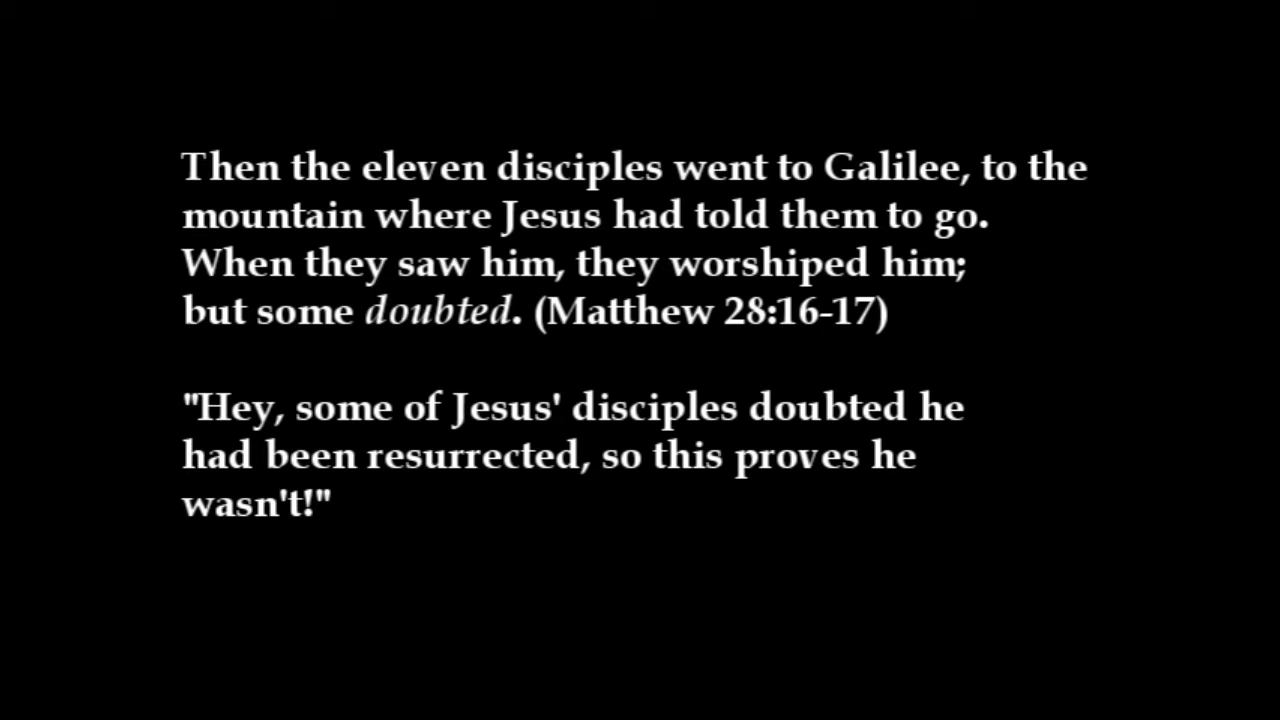 Then the eleven disciples went to Galilee, to the
mountain where Jesus had told them to go.
When they saw him, they worshiped him;
but some doubted. (Matthew 28:16-17)
"Hey, some of Jesus' disciples doubted he
had been resurrected, so this proves he
wasn't!"